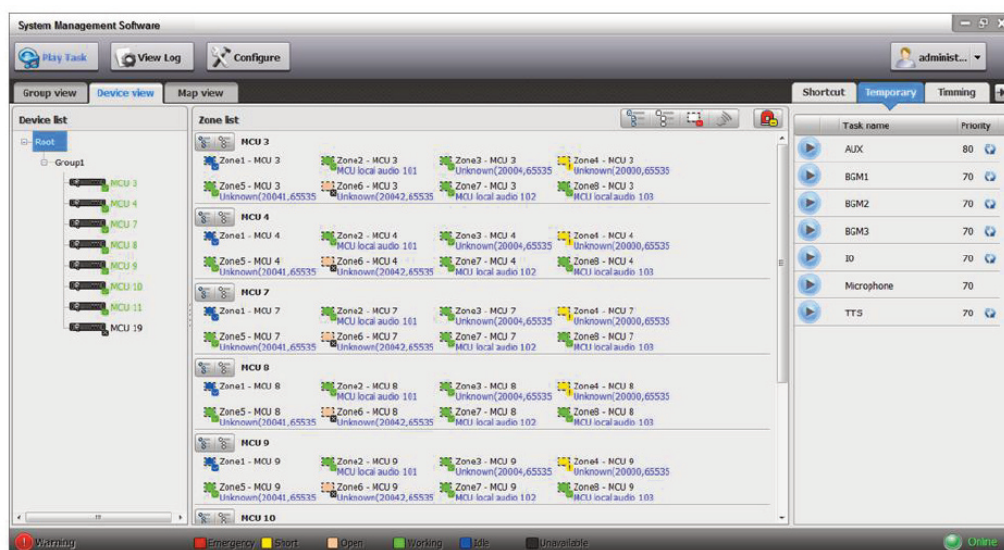 System Management Software
Play Task
View Log
Configure
administ...
Group view
Device view
Map view
Shortcut
Temporary
Timming
Device list
Root
Group1
MCU 3
MCU 4
MCU 7
MCU 8
MCU 9
MCU 10
MCU 11
MCU 19
Zone list
MCU 3
Zone1 - MCU 3 Zone2 - MCU 3 Zone3 - MCU 3 Zone4 - MCU 3
MCU local audio 101 Unknown(20004,65535 Unknown(20000,65535
Zone5 - MCU 3 Zone6 - MCU 3 Zone7 - MCU 3 Zone8 - MCU 3
Unknown(20041,65535 Unknown(20042,65535 MCU local audio 102 MCU local audio 103
MCU 4
Zone1 - MCU 4 Zone2 - MCU 4 Zone3 - MCU 4 Zone4 - MCU 4
MCU local audio 101 Unknown(20004,65535 Unknown(20000,65535
Zone5 - MCU 4 Zone6 - MCU 4 Zone7 - MCU 4 Zone8 - MCU 4
Unknown(20041,65535 Unknown(20042,65535 MCU local audio 102 MCU local audio 103
MCU 7
Zone1 - MCU 7 Zone2 - MCU 7 Zone3 - MCU 7 Zone4 - MCU 7
MCU local audio 101 Unknown(20004,65535 Unknown(20000,65535
Zone5 - MCU 7 Zone6 - MCU 7 Zone7 - MCU 7 Zone8 - MCU 7
Unknown(20041,65535 Unknown(20042,65535 MCU local audio 102 MCU local audio 103
MCU 8
Zone1 - MCU 8 Zone2 - MCU 8 Zone3 - MCU 8 Zone4 - MCU 8
MCU local audio 101 Unknown(20004,65535 Unknown(20000,65535
Zone5 - MCU 8 Zone6 - MCU 8 Zone7 - MCU 8 Zone8 - MCU 8
Unknown(20041,65535 Unknown(20042,65535 MCU local audio 102 MCU local audio 103
MCU 9
Zone1 - MCU 9 Zone2 - MCU 9 Zone3 - MCU 9 Zone4 - MCU 9
MCU local audio 101 Unknown(20004,65535 Unknown(20000,65535
Zone5 - MCU 9 Zone6 - MCU 9 Zone7 - MCU 9 Zone8 - MCU 9
Unknown(20041,65535 Unknown(20042,65535 MCU local audio 102 MCU local audio 103
MCU 10
Task name Priority
AUX 80
BGM1 70
BGM2 70
BGM3 70
IO 70
Microphone 70
TTS 70
Warning
Emergency
Short
Open
Working
Idle
Unavailable
Online